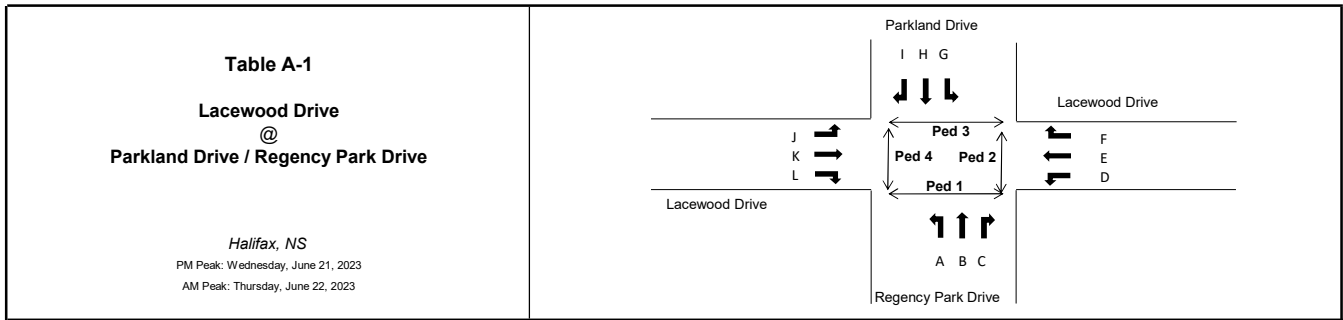 Table A-1
Lacewood Drive
@
Parkland Drive / Regency Park Drive
Halifax, NS
PM Peak: Wednesday, June 21, 2023
AM Peak: Thursday, June 22, 2023
Parkland Drive
I H G
Lacewood Drive
J
K
L
Ped 3
Ped 4 Ped 2
Ped 1
F
E
D
Lacewood Drive
A B C
Regency Park Drive